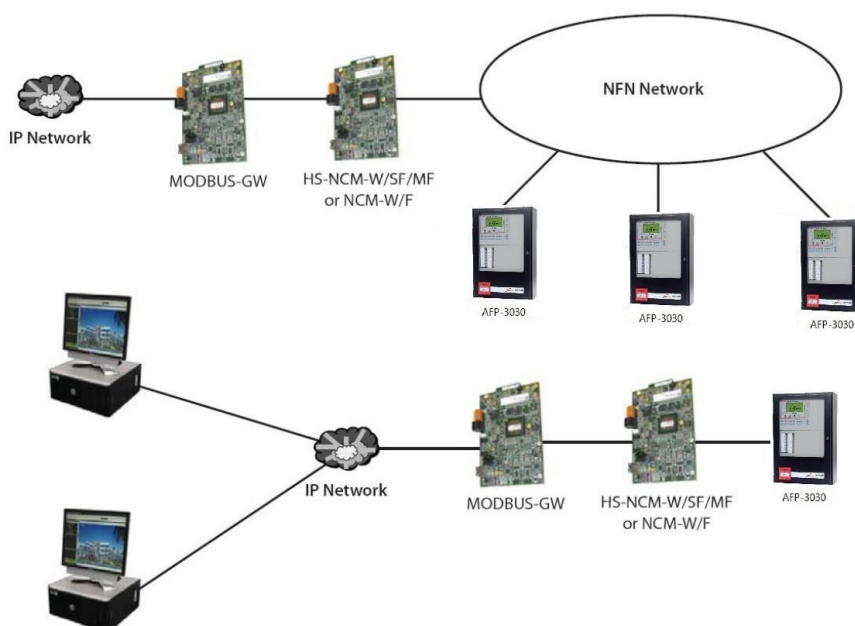 NFN Network
IP Network
MODBUS-GW
HS-NCM-W/SF/MF
or NCM-W/F
AFP-3030
AFP-3030
AFP-3030
IP Network
MODBUS-GW
HS-NCM-W/SF/MF
or NCM-W/F
AFP-3030